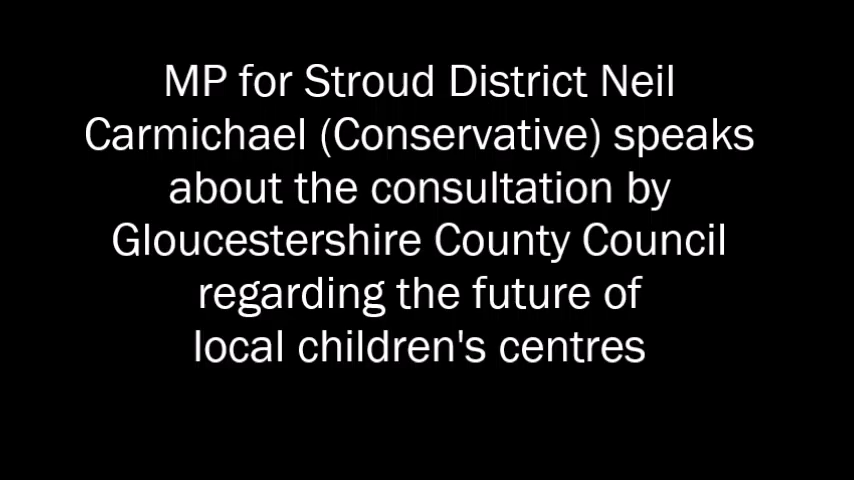 MP for Stroud District Neil
Carmichael (Conservative) speaks
about the consultation by
Gloucestershire County Council
regarding the future of
local children's centres